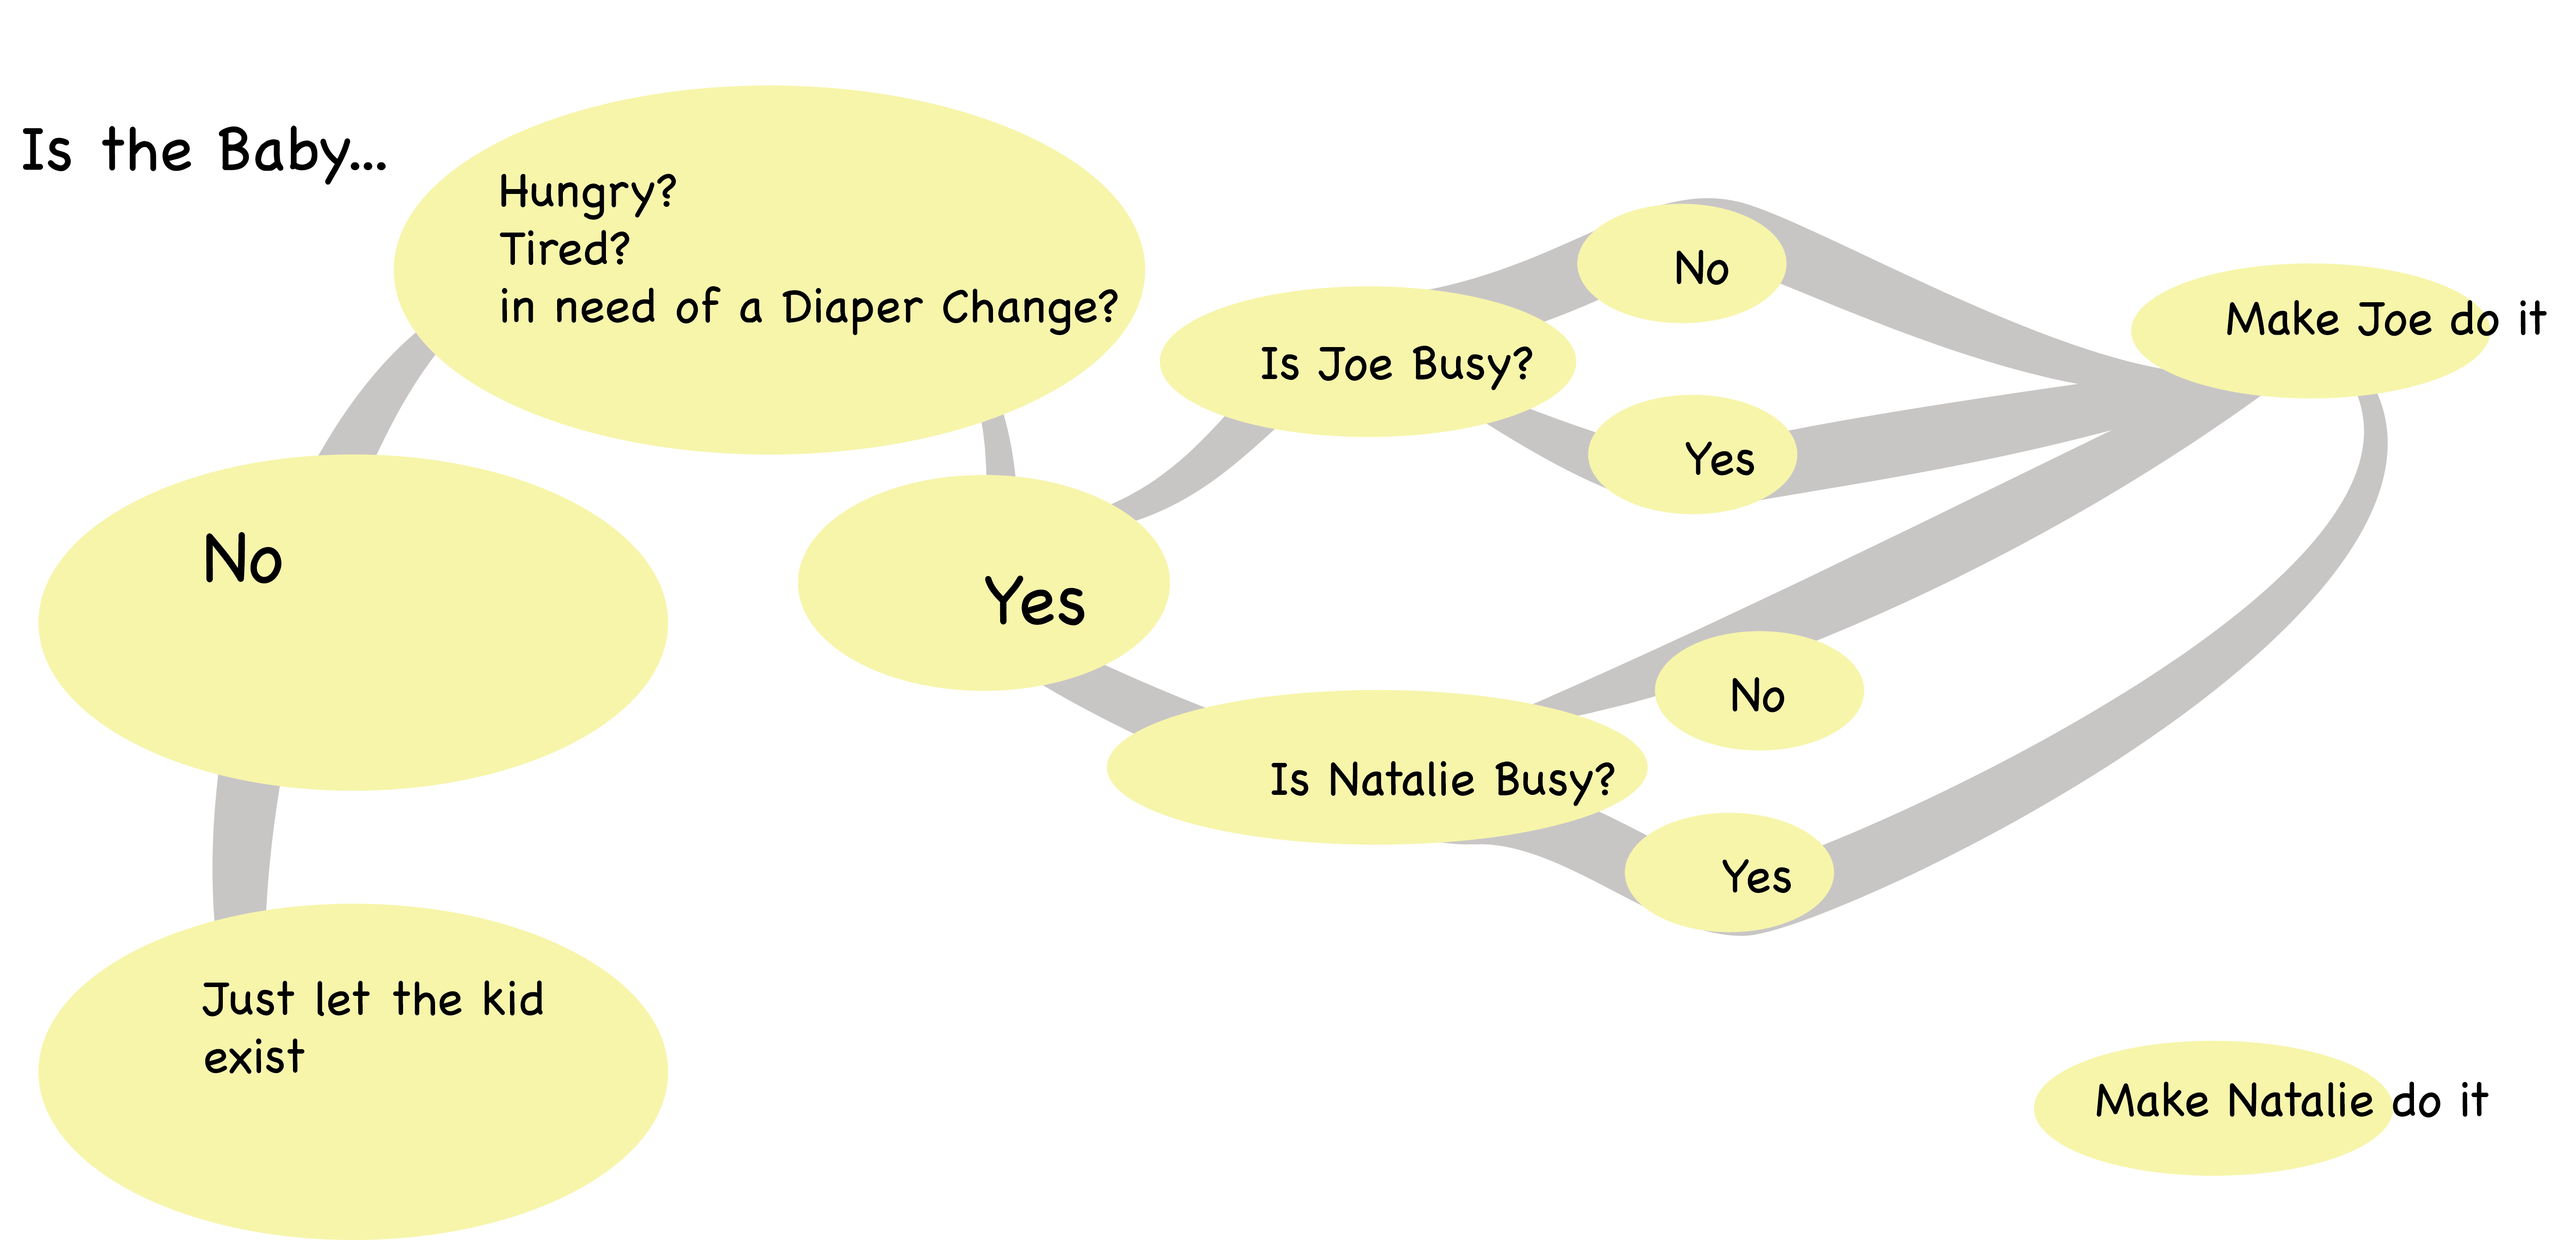 Is the Baby...
Hungry?
Tired?
in need of a Diaper Change?
No
Just let the kid
exist
Yes
Is Joe Busy?
No
Yes
Make Joe do it
Is Natalie Busy?
No
Yes
Make Natalie do it